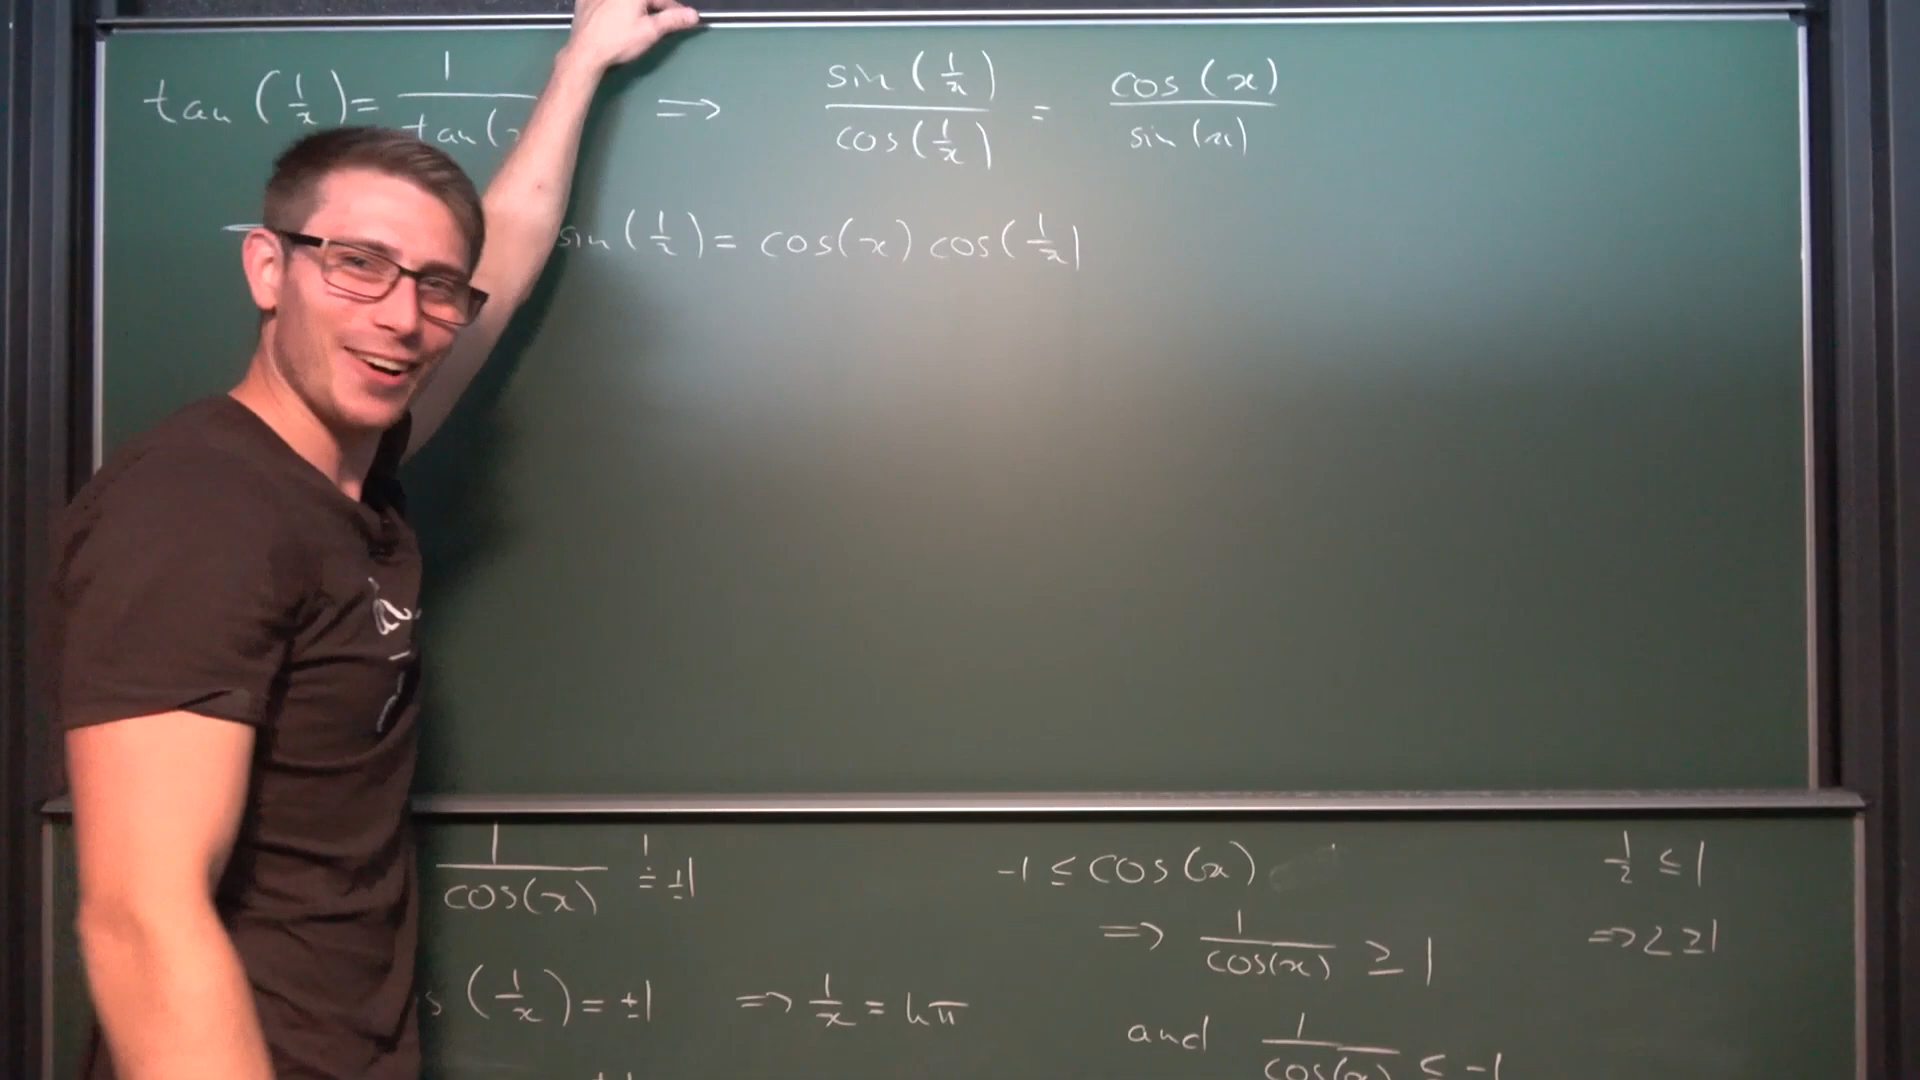 tan (1/x) = 1/tan(x ⟹ sin(1/x)/cos(1/x) = cos(x)/sin(x)
sin(1/x) = cos(x) cos(1/x)
1/cos(x) =! ±1
-1 ≤ cos(x)
1/2 ≤ 1
⟹ 1/cos(x) ≥ 1
⟹ 2 ≥ 1
s(1/x) = ±1 ⟹ 1/x = kπ
and 1/cos(x) ≤ -1